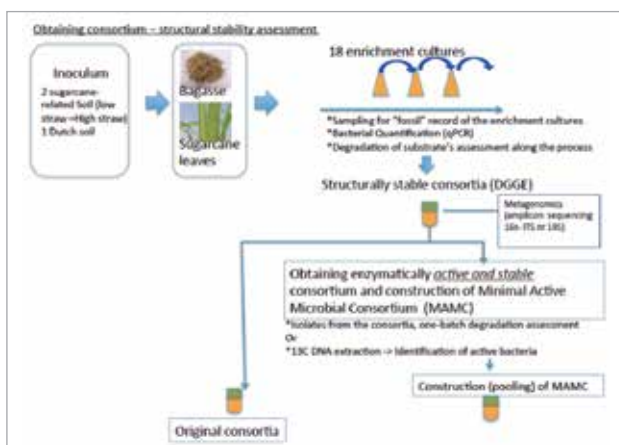 Obtaining consortium – structural stability assessment.
18 enrichment cultures
Inoculum
2 sugarcane-
related Soil (low
straw→High straw)
1 Dutch soil
Bagasse
Sugarcane
leaves
*Sampling for "fossil" record of the enrichment cultures
*Bacterial Quantification (qPCR)
*Degradation of substrate's assessment along the process
Structurally stable consortia (DGGE)
Metagenomics
(amplicon sequencing
16s- ITS or 18S)
Obtaining enzymatically active and stable
consortium and construction of Minimal Active
Microbial Consortium (MAMC)
*Isolates from the consortia, one-batch degradation assessment
Or
*13C DNA extraction -> Identification of active bacteria
Construction (pooling) of MAMC
Original consortia